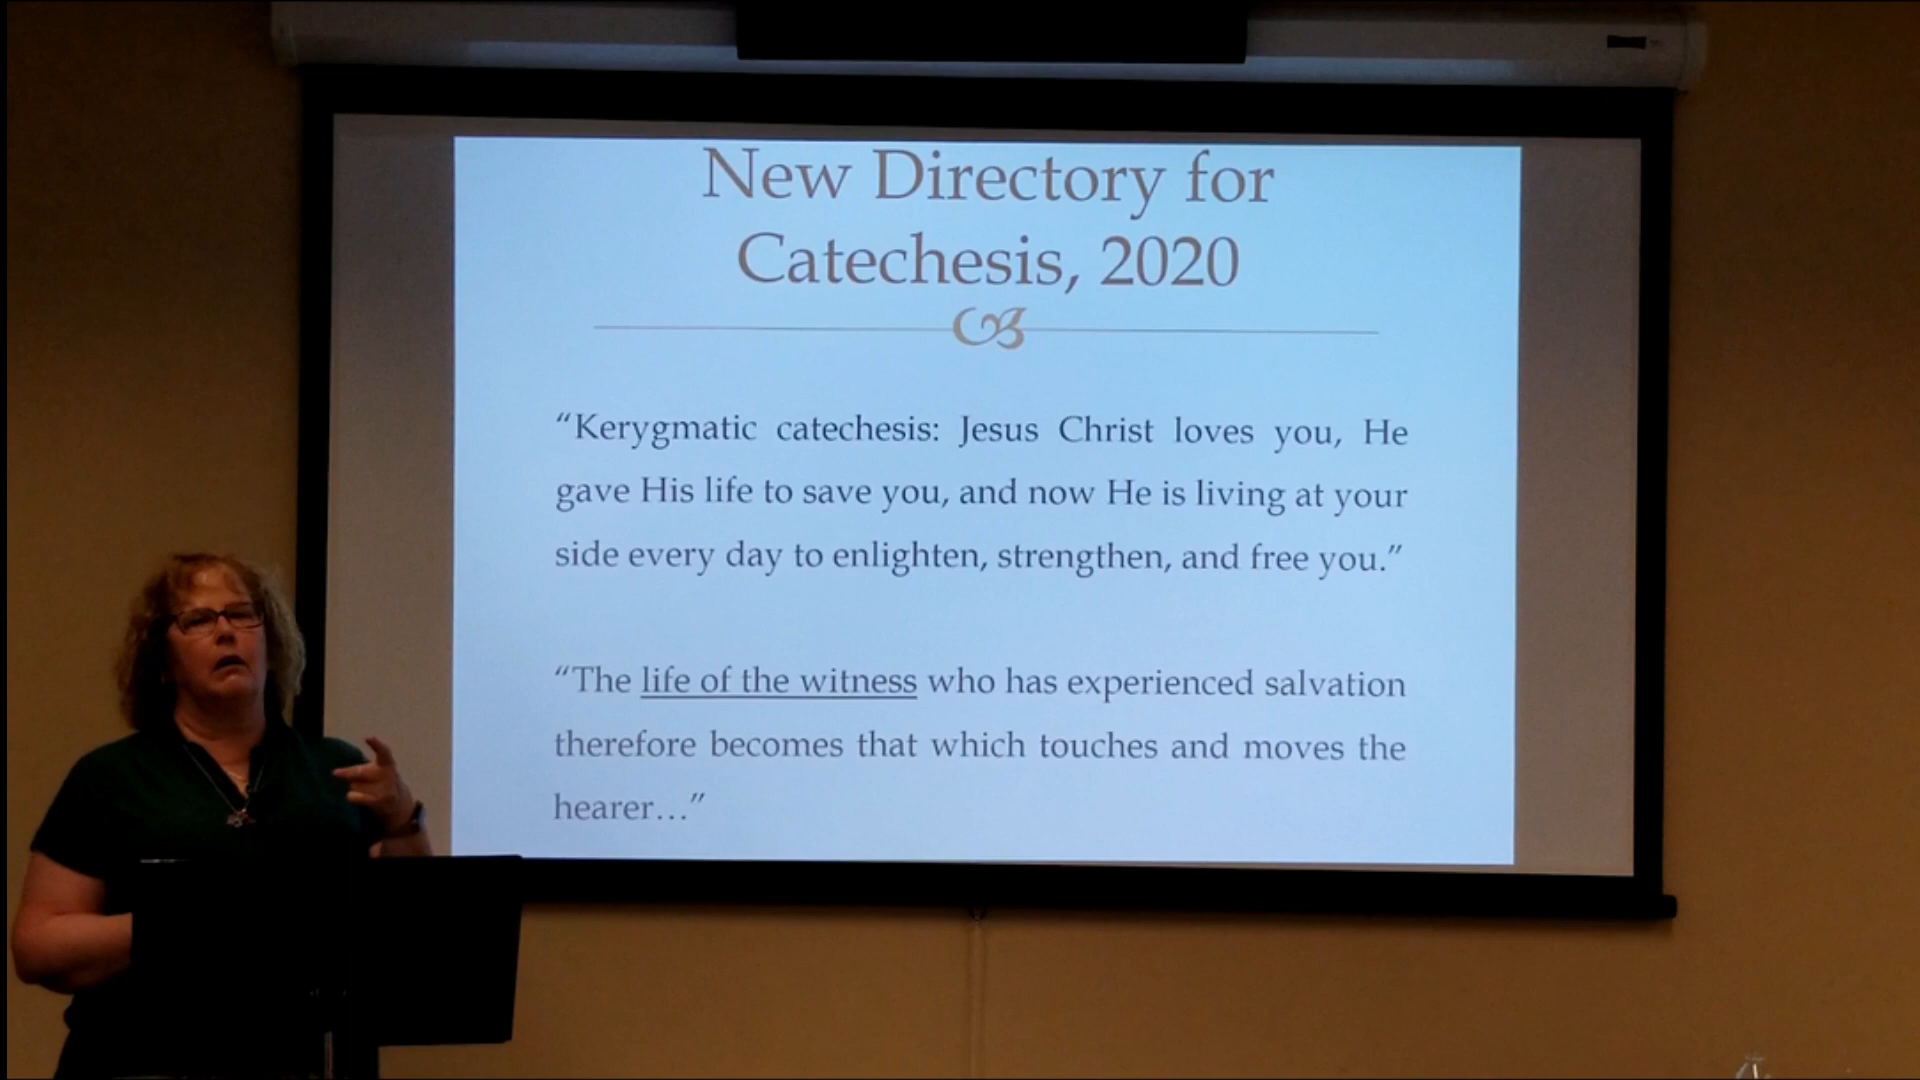 New Directory for
Catechesis, 2020
“Kerygmatic catechesis: Jesus Christ loves you, He
gave His life to save you, and now He is living at your
side every day to enlighten, strengthen, and free you.”
“The life of the witness who has experienced salvation
therefore becomes that which touches and moves the
hearer…”